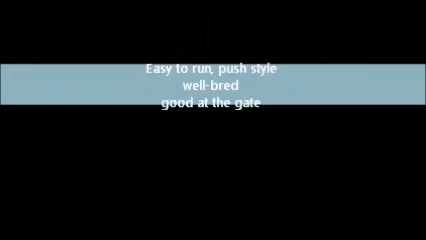 Easy to run, push style
well-bred
good at the gate